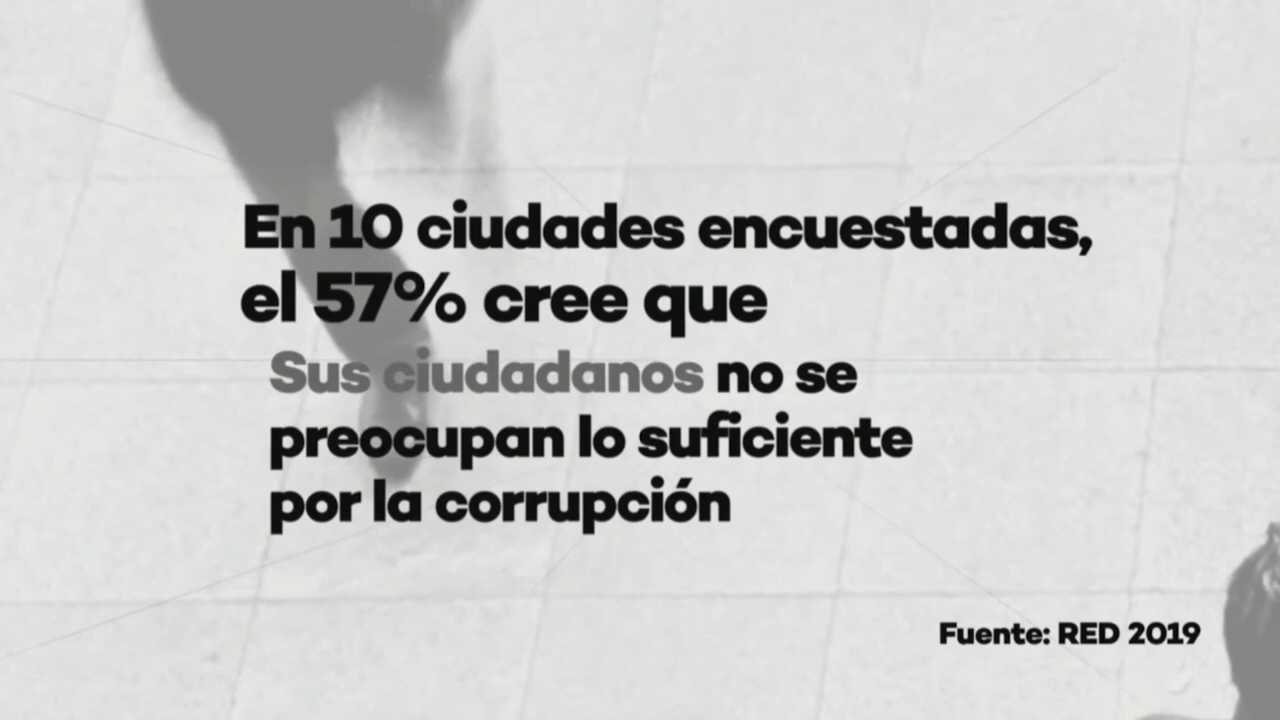 En 10 ciudades encuestadas,
el 57% cree que
Sus ciudadanos no se
preocupan lo suficiente
por la corrupción
Fuente: RED 2019